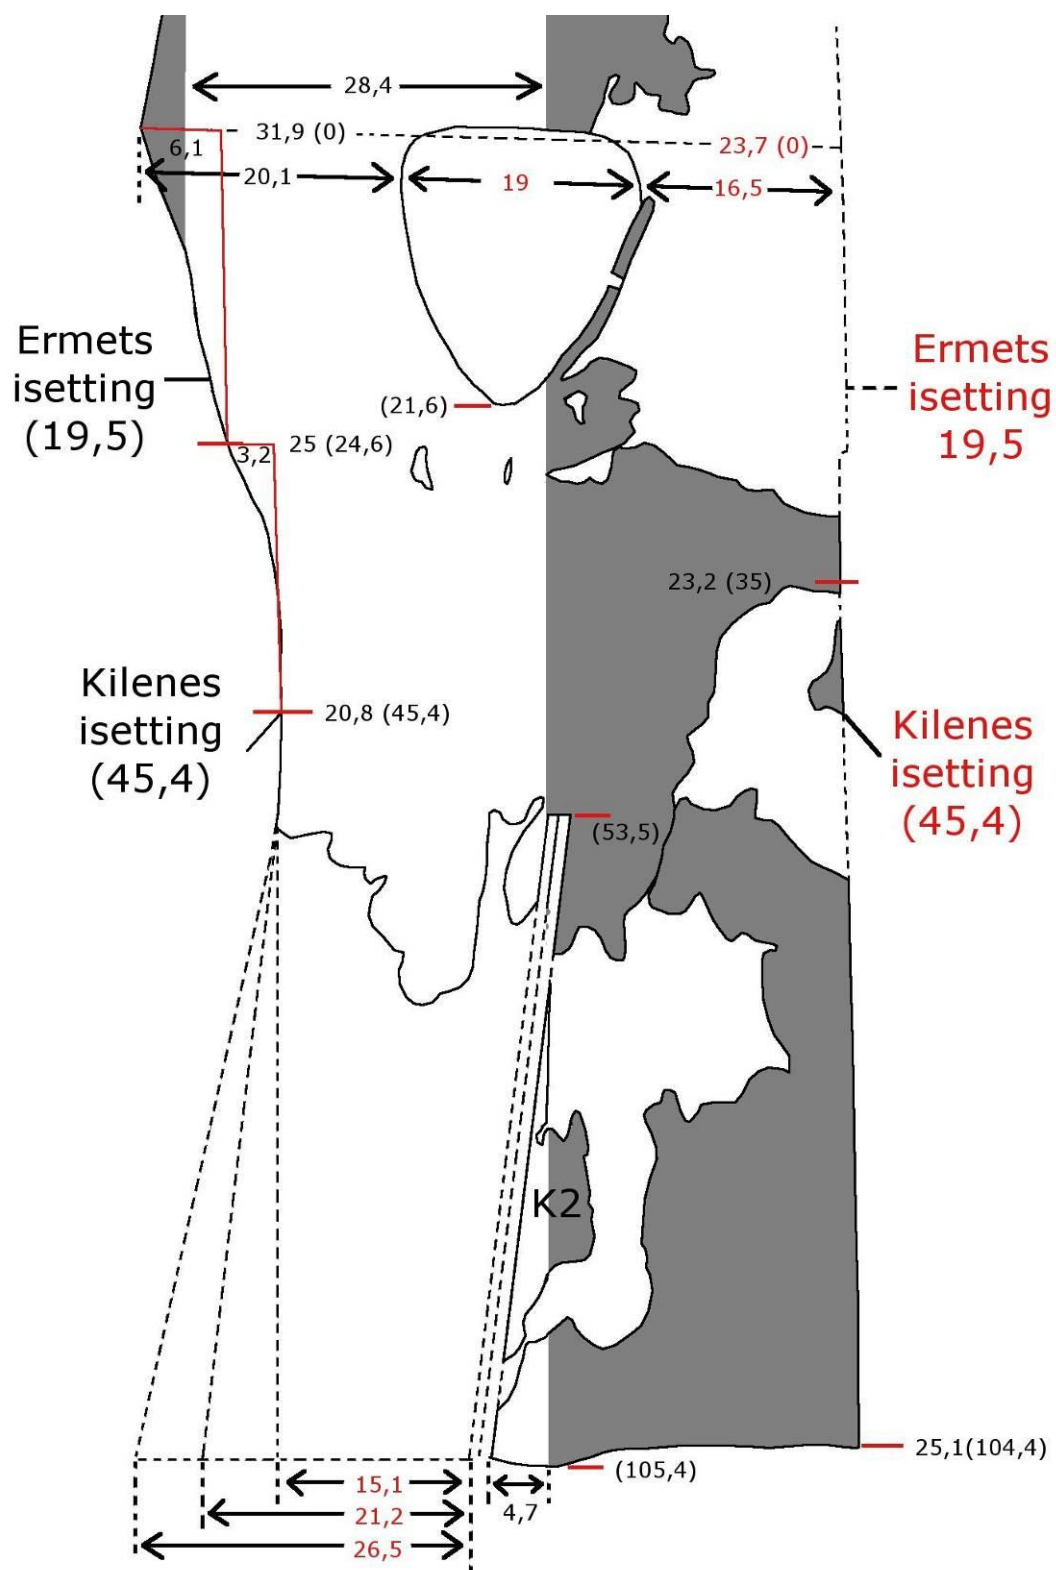 28,4
31,9 (0)
23,7 (0)
6,1
20,1
19
16,5
Ermets
isetting
(19,5)
Ermets
isetting
19,5
(21,6)
3,2
25 (24,6)
23,2 (35)
Kilenes
isetting
(45,4)
20,8 (45,4)
Kilenes
isetting
(45,4)
(53,5)
K2
25,1(104,4)
(105,4)
15,1
4,7
21,2
26,5